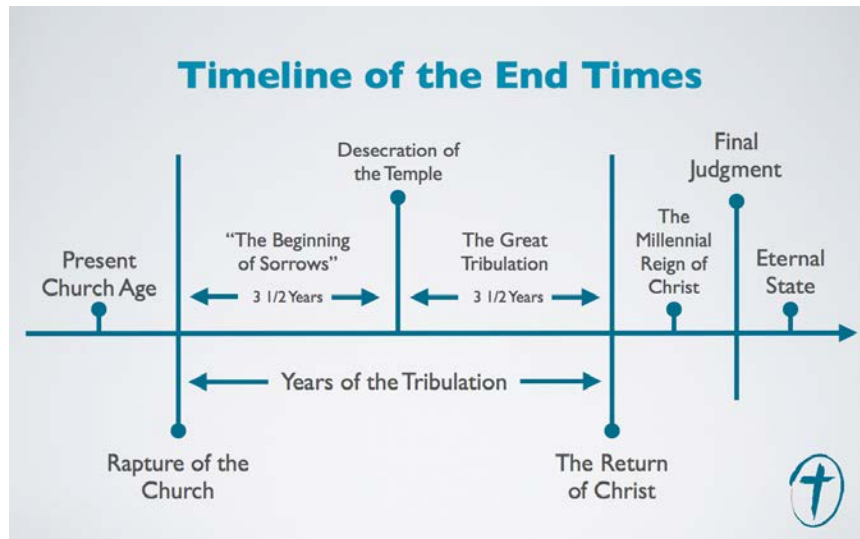 Timeline of the End Times
Desecration of
the Temple
Final
Judgment
"The Beginning
of Sorrows"
3 1/2 Years
The Great
Tribulation
3 1/2 Years
The
Millennial
Reign of
Christ
Present
Church Age
Eternal
State
Years of the Tribulation
Rapture of the
Church
The Return
of Christ